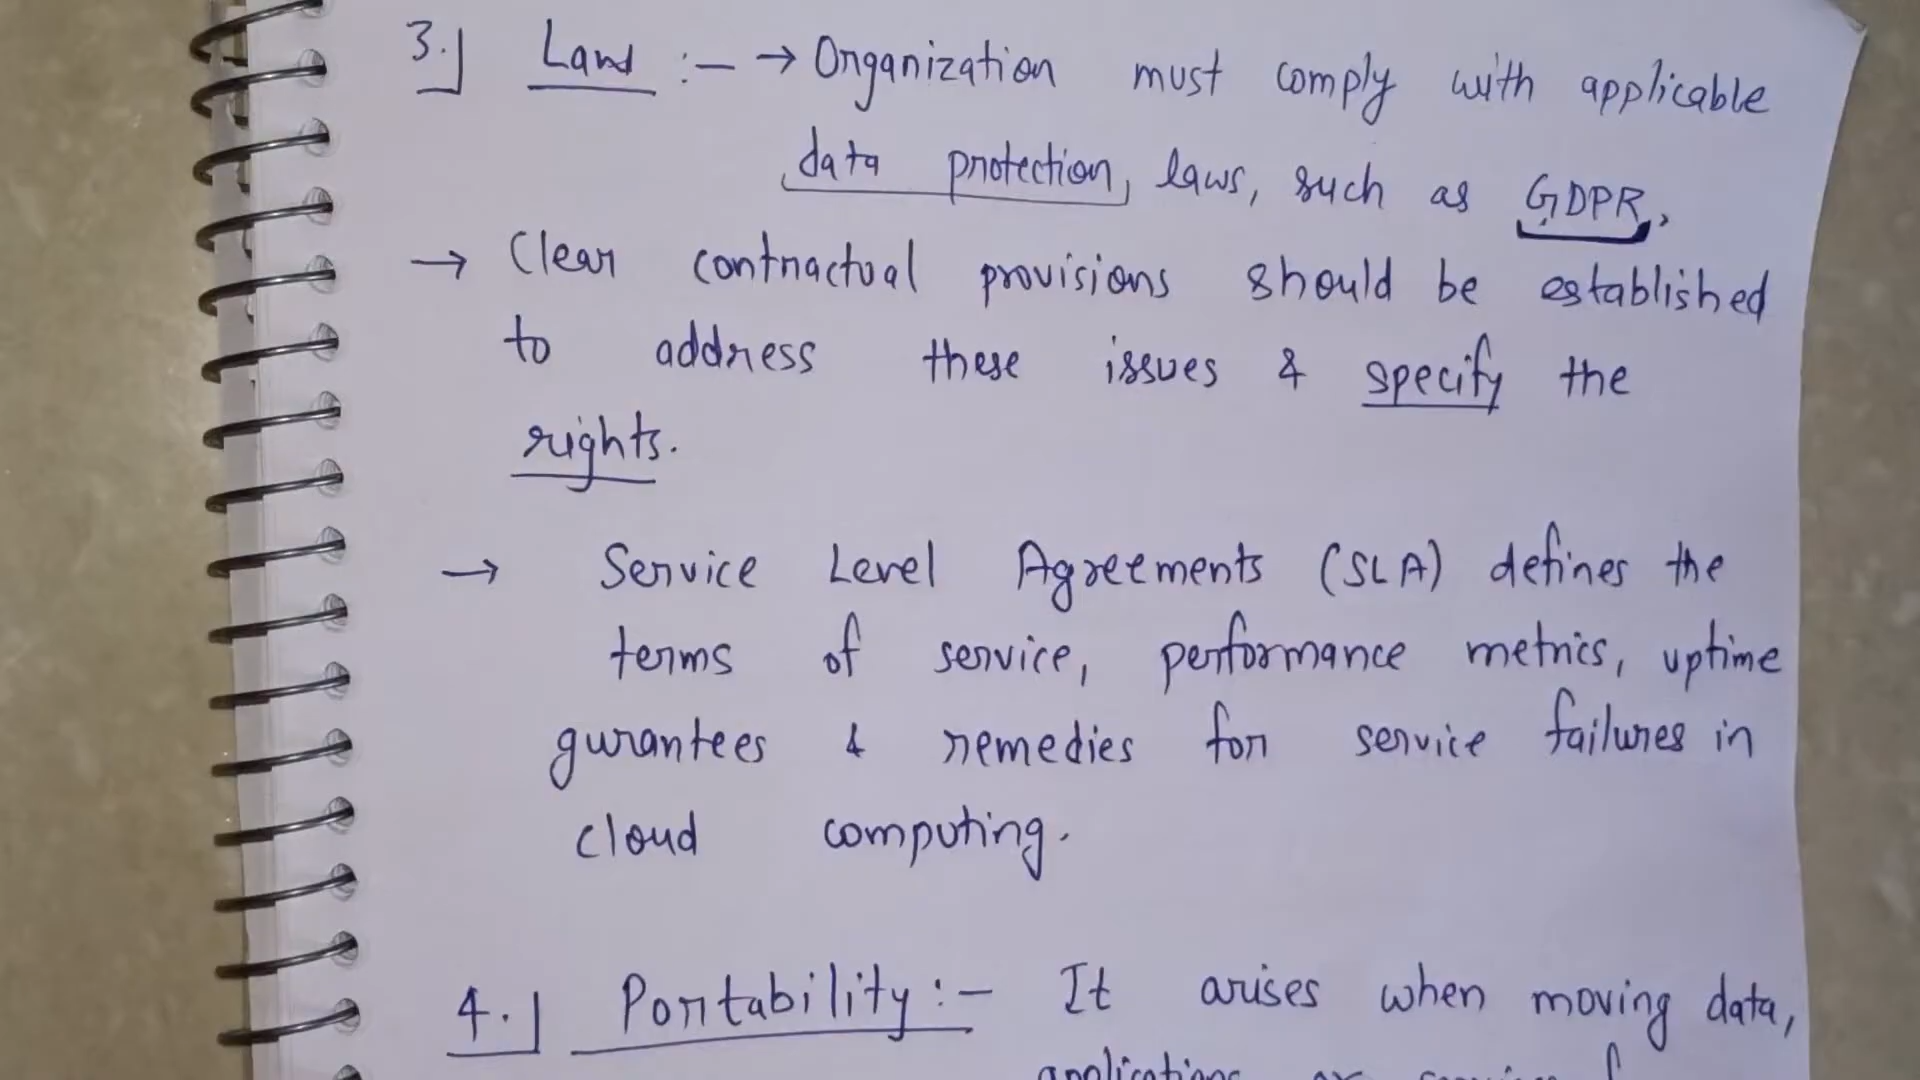 3.] Law :- → Organization must comply with applicable
data protection, laws, such as GDPR,
→ Clear contractual provisions should be established
to address these issues & specify the
rights.
→ Service Level Agreements (SLA) defines the
terms of service, performance metrics, uptime
gurantees & remedies for service failures in
cloud computing.
4.] Portability :- It arises when moving data,
applications or